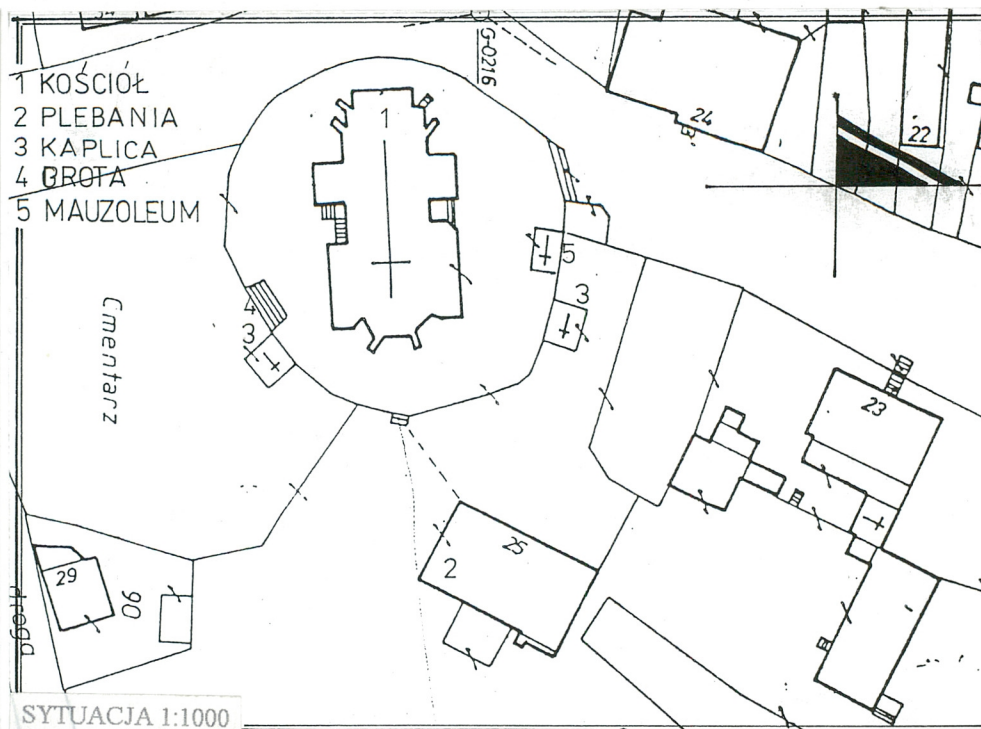 G-0216
24
22
1 KOŚCIÓŁ
2 PLEBANIA
3 KAPLICA
4 GROTA
5 MAUZOLEUM
1
5
3
4
3
Cmentarz
23
25
2
29
90
droga
SYTUACJA 1:1000